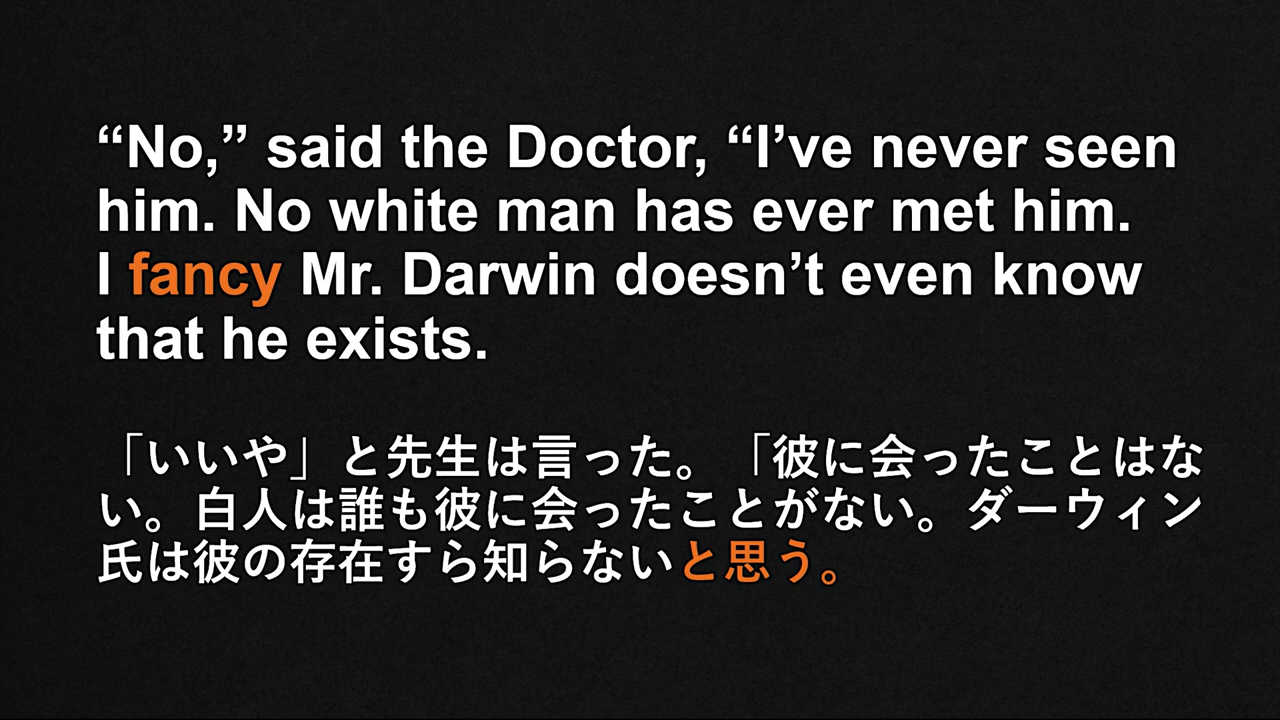 “No,” said the Doctor, “I’ve never seen
him. No white man has ever met him.
I fancy Mr. Darwin doesn’t even know
that he exists.
「いいや」と先生は言った。「彼に会ったことはな
い。白人は誰も彼に会ったことがない。ダーウィン
氏は彼の存在すら知らないと思う。